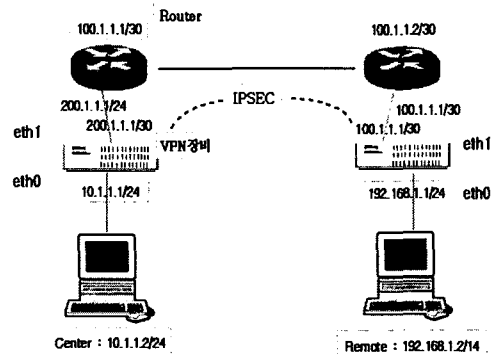 Router
100.1.1.1/30
100.1.1.2/30
200.1.1.1/24
IPSEC
100.1.1.1/30
200.1.1.1/30
100.1.1.1/30
eth1
VPN장비
eth1
eth0
10.1.1.1/24
192.168.1.1/24
eth0
Center : 10.1.1.2/24
Remote : 192.168.1.2/14